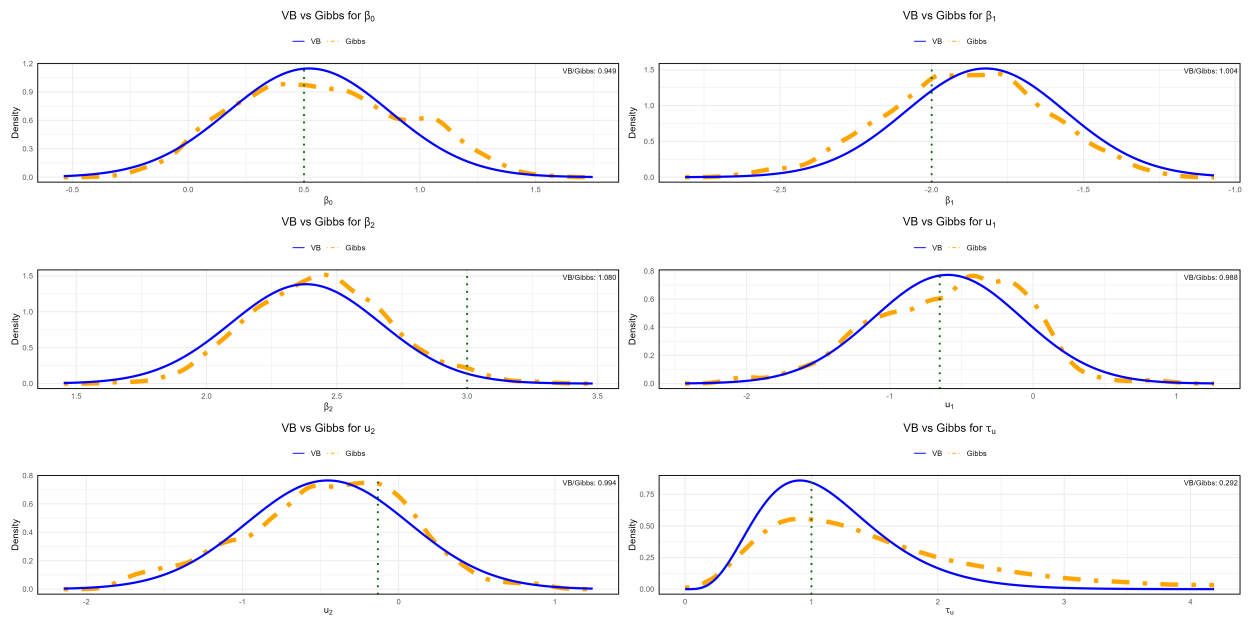 VB vs Gibbs for β₀
VB Gibbs
VB/Gibbs: 0.949
Density
1.2
0.9
0.6
0.3
0.0
-0.5 0.0 0.5 1.0 1.5
β₀
VB vs Gibbs for β₁
VB Gibbs
VB/Gibbs: 1.004
Density
1.5
1.0
0.5
0.0
-2.5 -2.0 -1.5 -1.0
β₁
VB vs Gibbs for β₂
VB Gibbs
VB/Gibbs: 1.080
Density
1.5
1.0
0.5
0.0
1.5 2.0 2.5 3.0 3.5
β₂
VB vs Gibbs for u₁
VB Gibbs
VB/Gibbs: 0.988
Density
0.8
0.6
0.4
0.2
0.0
-2 -1 0 1
u₁
VB vs Gibbs for u₂
VB Gibbs
VB/Gibbs: 0.994
Density
0.8
0.6
0.4
0.2
0.0
-2 -1 0 1
u₂
VB vs Gibbs for τᵤ
VB Gibbs
VB/Gibbs: 0.292
Density
0.75
0.50
0.25
0.00
0 1 2 3 4
τᵤ